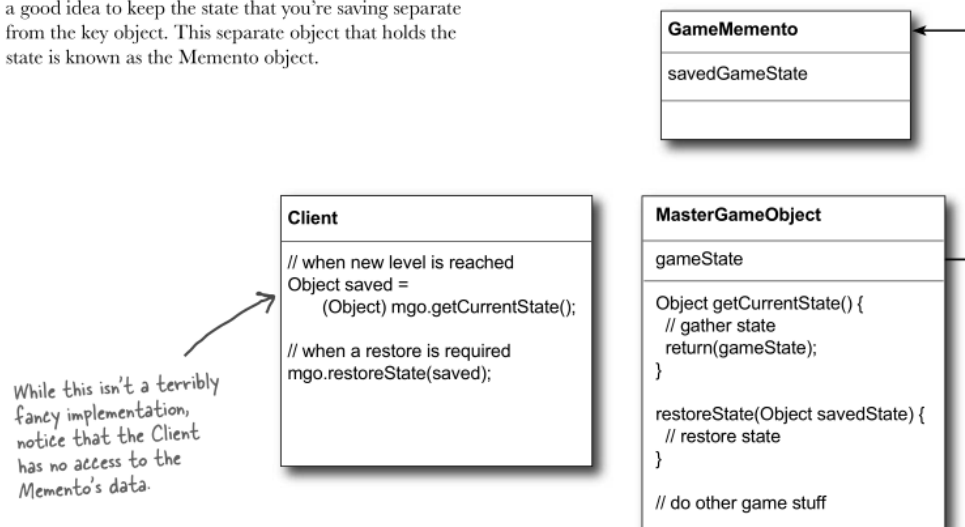 a good idea to keep the state that you're saving separate
from the key object. This separate object that holds the
state is known as the Memento object.
GameMemento
savedGameState
Client
// when new level is reached
Object saved =
(Object) mgo.getCurrentState();
// when a restore is required
mgo.restoreState(saved);
MasterGameObject
gameState
Object getCurrentState() {
// gather state
return(gameState);
}
restoreState(Object savedState) {
// restore state
}
// do other game stuff
While this isn't a terribly
fancy implementation,
notice that the Client
has no access to the
Memento's data.